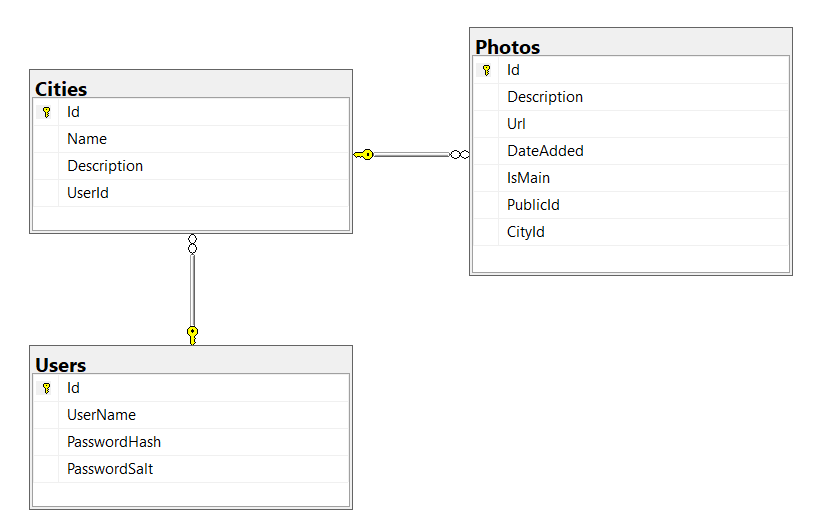 Cities
Id
Name
Description
UserId
Photos
Id
Description
Url
DateAdded
IsMain
PublicId
CityId
Users
Id
UserName
PasswordHash
PasswordSalt